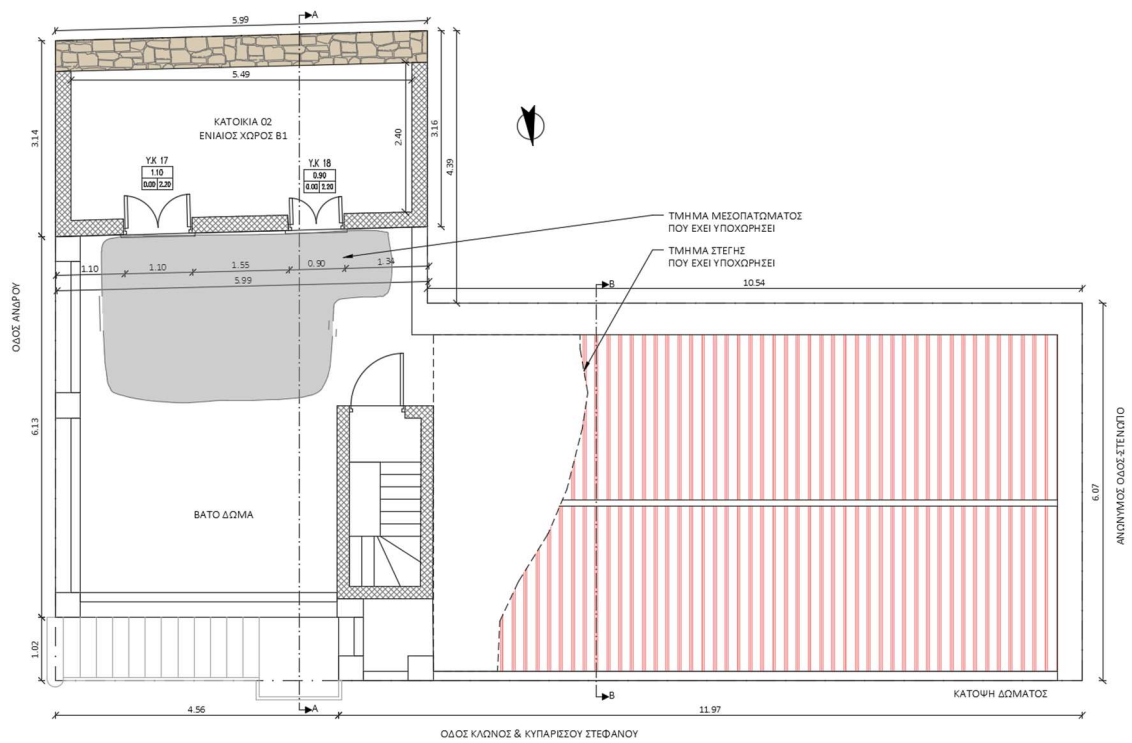 5.99
A
5.49
ΚΑΤΟΙΚΙΑ 02
ΕΝΙΑΙΟΣ ΧΩΡΟΣ Β1
3.14
2.40
3.16
4.39
Υ.Κ 17
1.10
0.00 2.20
Υ.Κ 18
0.90
0.00 2.20
ΤΜΗΜΑ ΜΕΣΟΠΑΤΩΜΑΤΟΣ
ΠΟΥ ΕΧΕΙ ΥΠΟΧΩΡΗΣΕΙ
ΤΜΗΜΑ ΣΤΕΓΗΣ
ΠΟΥ ΕΧΕΙ ΥΠΟΧΩΡΗΣΕΙ
1.10
1.10
1.55
0.90
1.34
5.99
B
10.54
ΟΔΟΣ ΑΝΔΡΟΥ
6.13
ΒΑΤΟ ΔΩΜΑ
6.07
ΑΝΩΝΥΜΟΣ ΟΔΟΣ-ΣΤΕΝΩΠΟ
1.02
B
ΚΑΤΟΨΗ ΔΩΜΑΤΟΣ
4.56
A
11.97
ΟΔΟΣ ΚΛΩΝΟΣ & ΚΥΠΑΡΙΣΣΟΥ ΣΤΕΦΑΝΟΥ